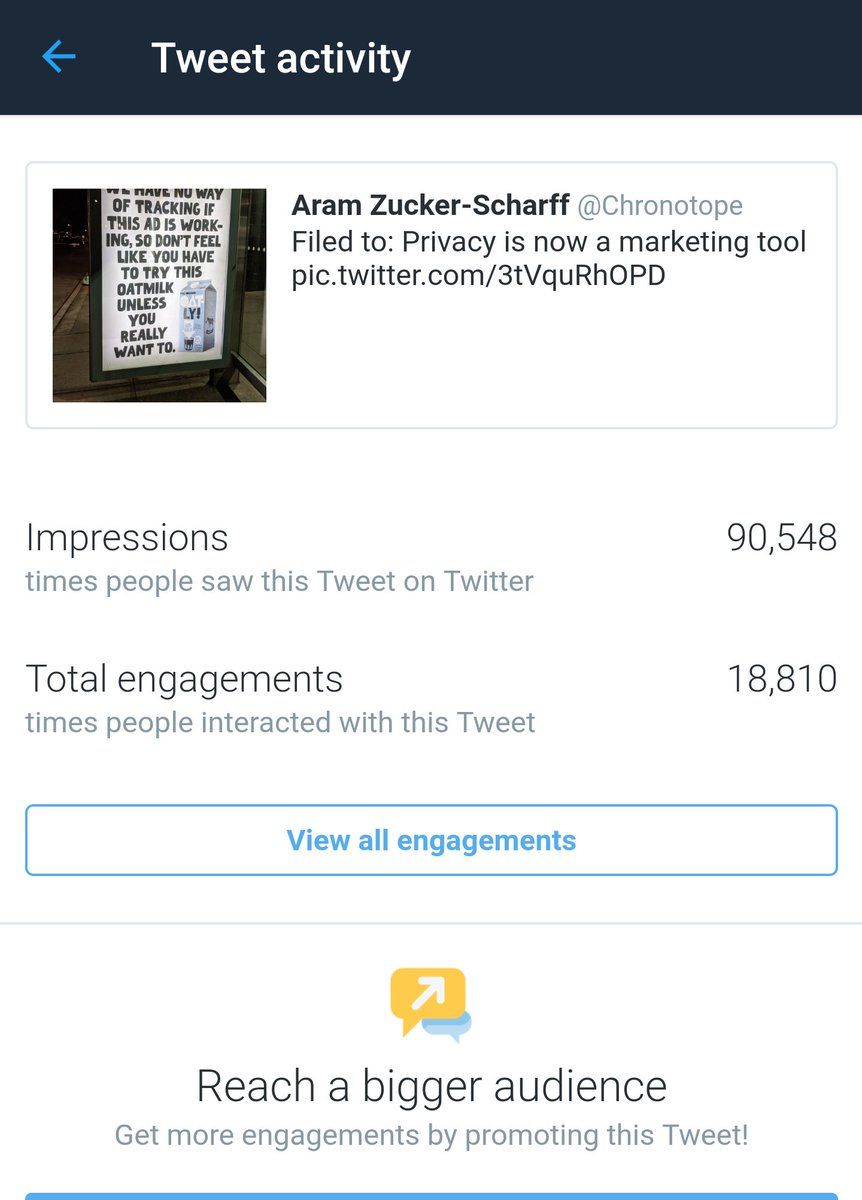 Tweet activity
WE HAVE NO WAY
OF TRACKING IF
THIS AD IS WORK-
ING, SO DON'T FEEL
LIKE YOU HAVE
TO TRY THIS
OATMILK
UNLESS
YOU
REALLY
WANT TO.
OAT-
LY!
Aram Zucker-Scharff @Chronotope
Filed to: Privacy is now a marketing tool
pic.twitter.com/3tVquRhOPD
Impressions 90,548
times people saw this Tweet on Twitter
Total engagements 18,810
times people interacted with this Tweet
View all engagements
Reach a bigger audience
Get more engagements by promoting this Tweet!